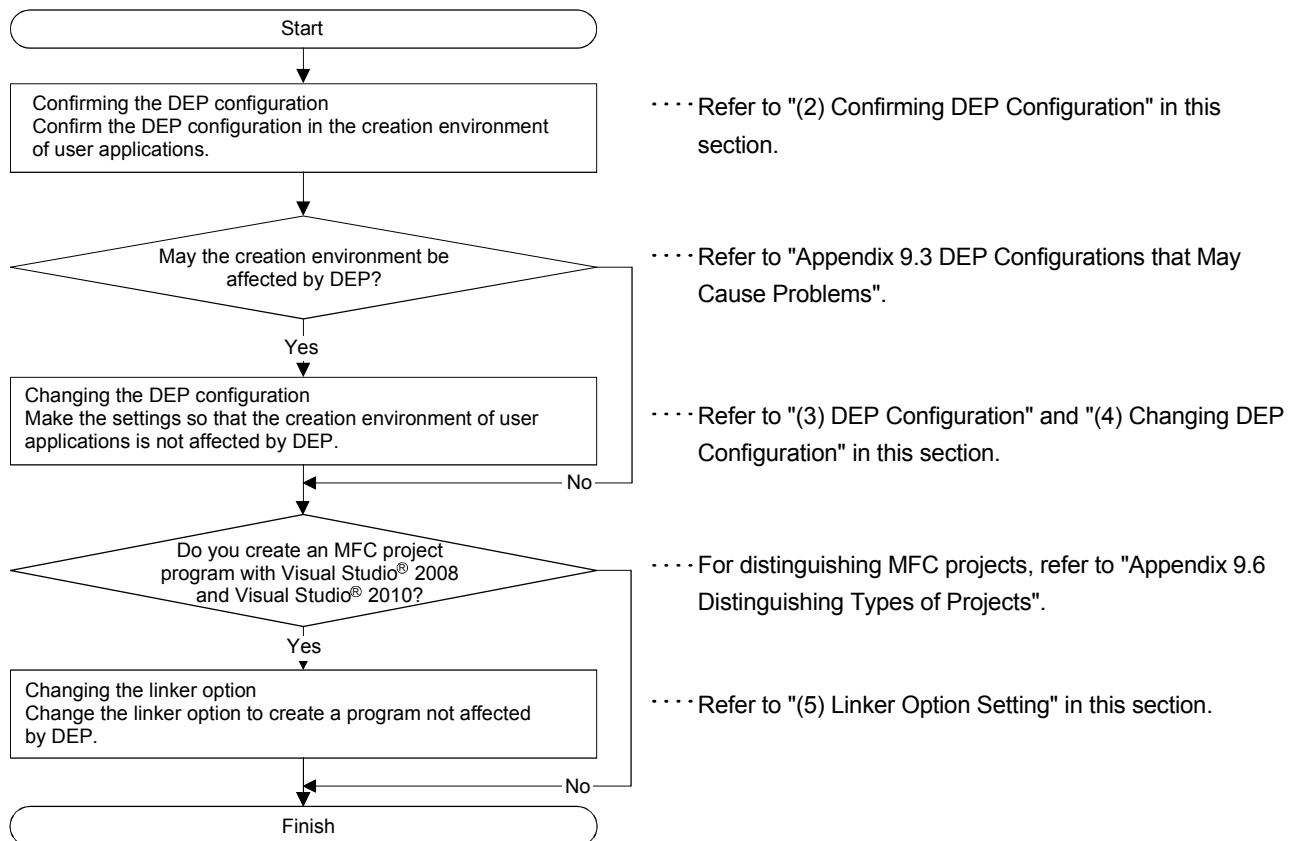 Start
Confirming the DEP configuration
Confirm the DEP configuration in the creation environment
of user applications.
····Refer to "(2) Confirming DEP Configuration" in this
section.
May the creation environment be
affected by DEP?
····Refer to "Appendix 9.3 DEP Configurations that May
Cause Problems".
Yes
Changing the DEP configuration
Make the settings so that the creation environment of user
applications is not affected by DEP.
····Refer to "(3) DEP Configuration" and "(4) Changing DEP
Configuration" in this section.
No
Do you create an MFC project
program with Visual Studio® 2008
and Visual Studio® 2010?
····For distinguishing MFC projects, refer to "Appendix 9.6
Distinguishing Types of Projects".
Yes
Changing the linker option
Change the linker option to create a program not affected
by DEP.
····Refer to "(5) Linker Option Setting" in this section.
No
Finish